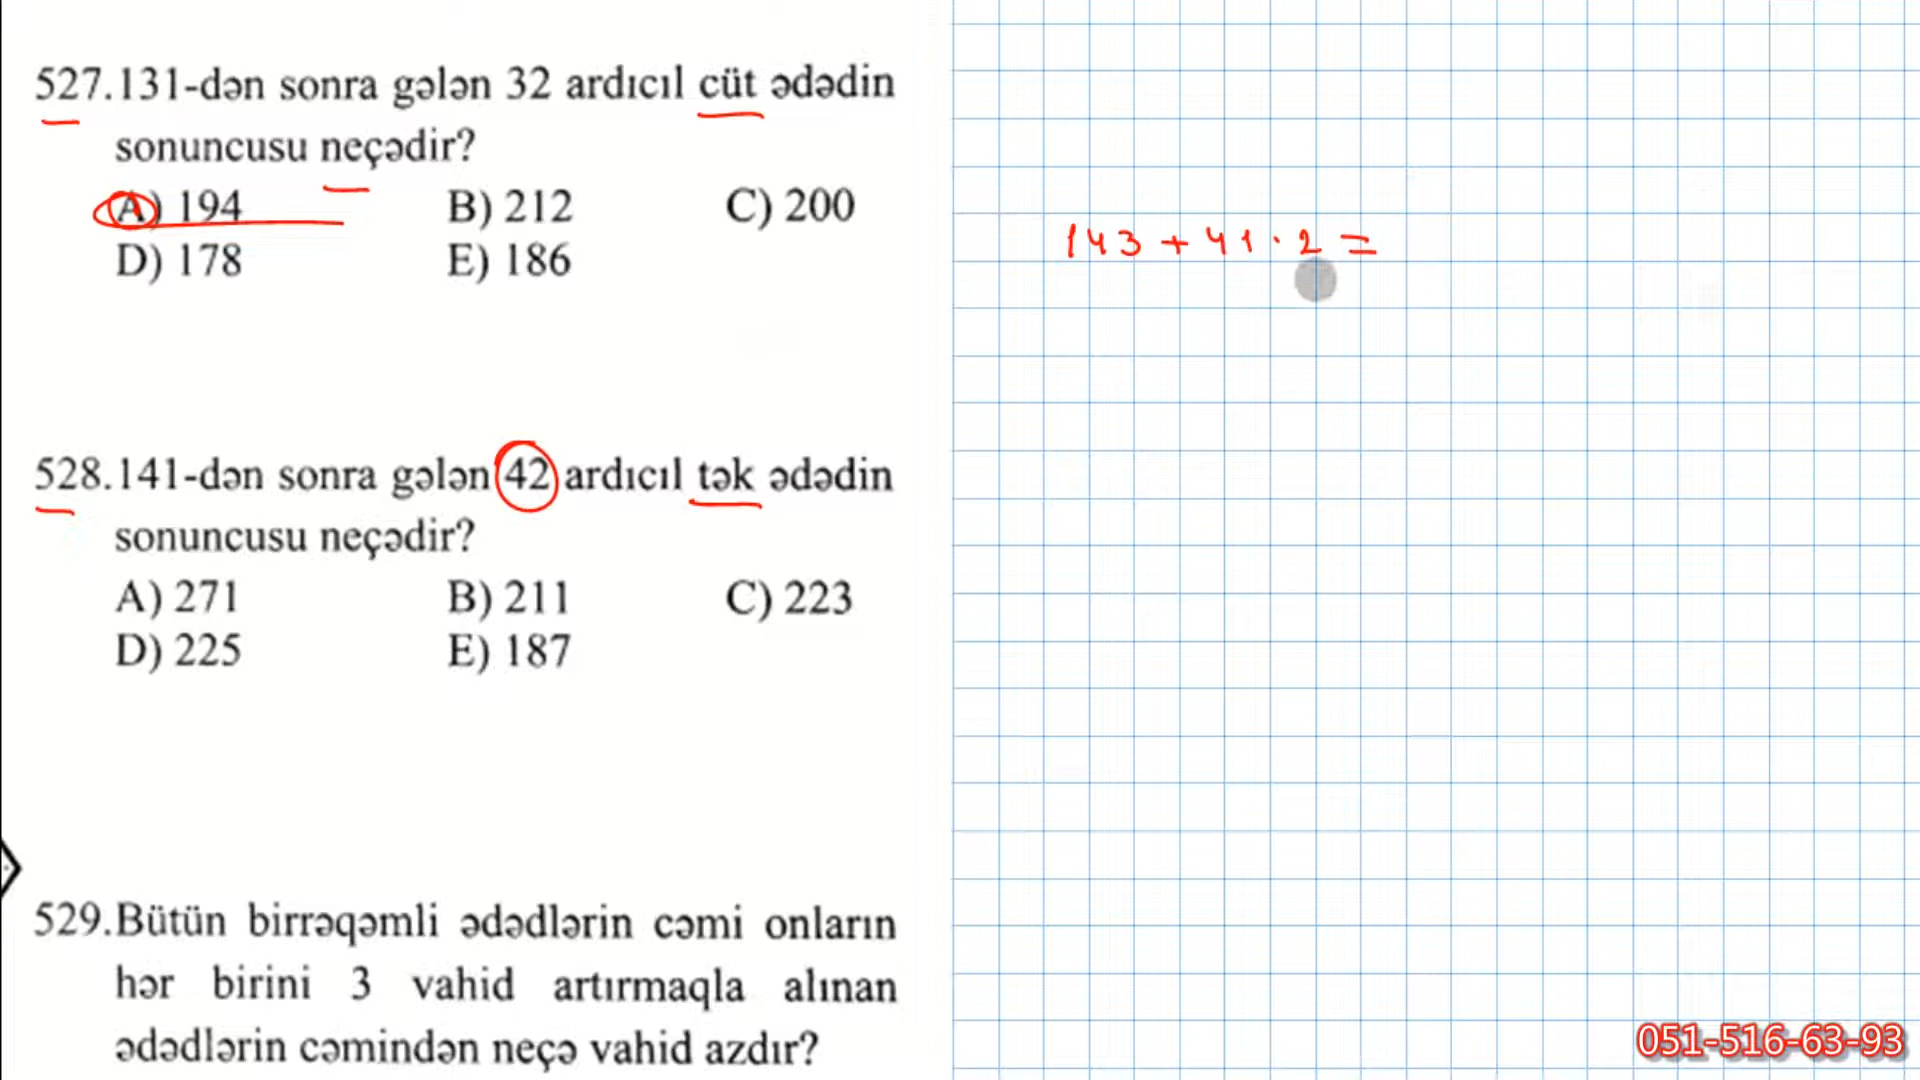 527.131-dən sonra gələn 32 ardıcıl cüt ədədin
sonuncusu neçədir?
A) 194 B) 212 C) 200
D) 178 E) 186
143 + 41 · 2 =
528.141-dən sonra gələn 42 ardıcıl tək ədədin
sonuncusu neçədir?
A) 271 B) 211 C) 223
D) 225 E) 187
529.Bütün birrəqəmli ədədlərin cəmi onların
hər birini 3 vahid artırmaqla alınan
ədədlərin cəmindən neçə vahid azdır?
051-516-63-93